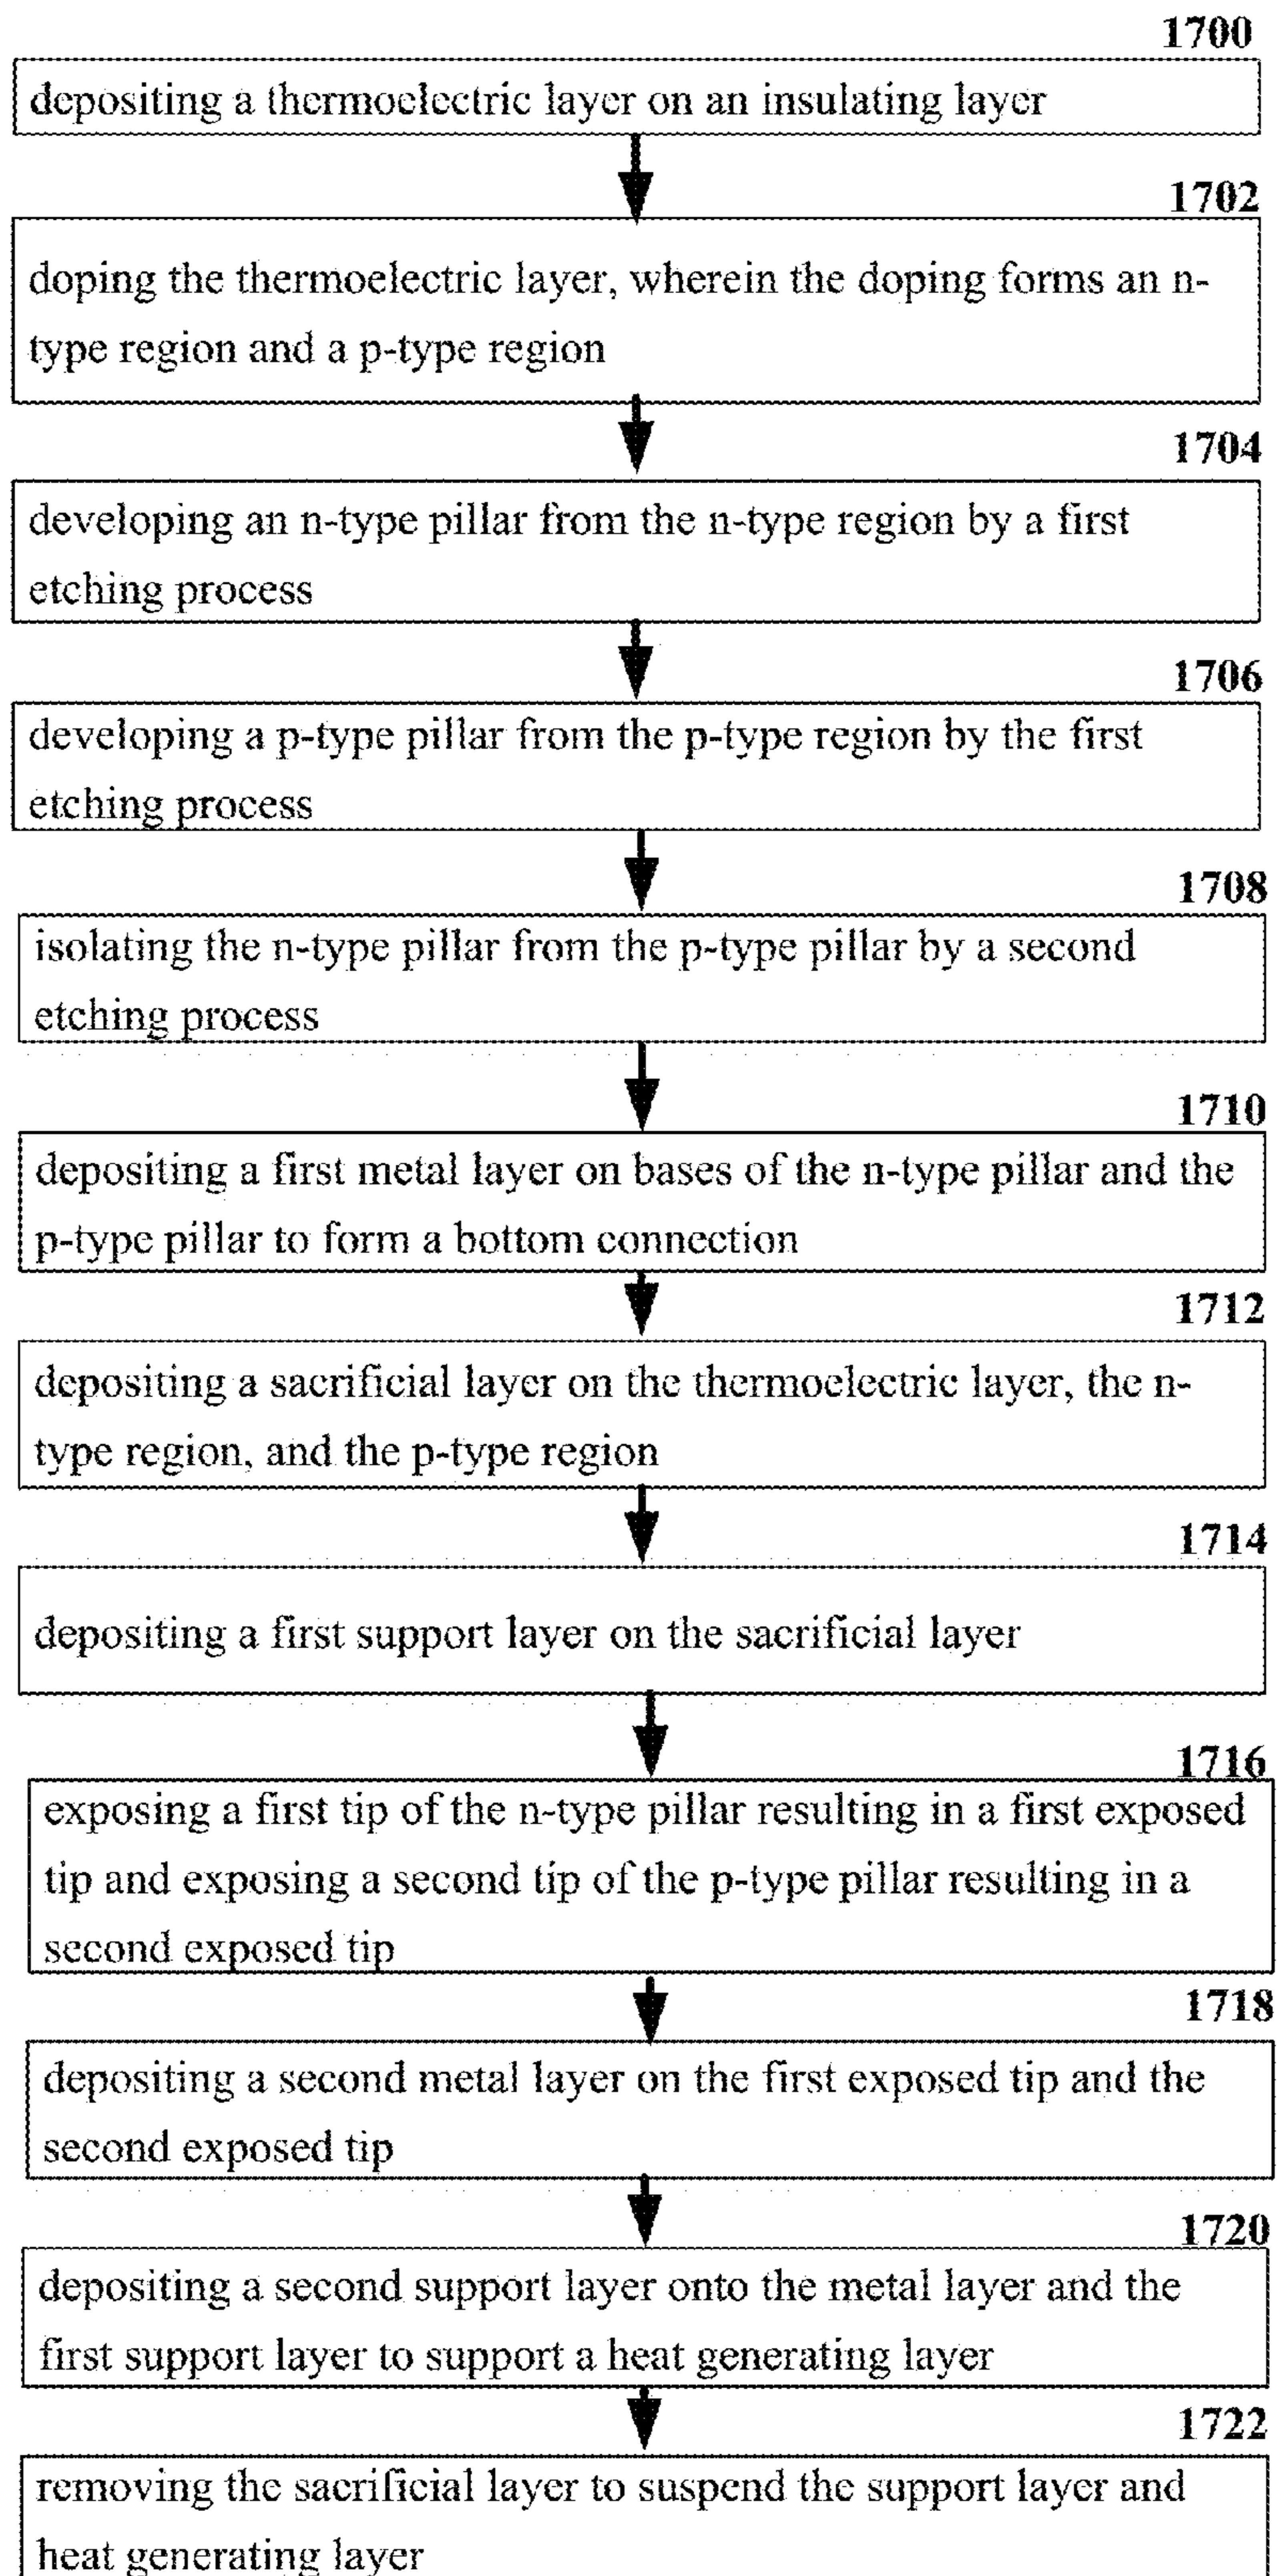 1700
depositing a thermoelectric layer on an insulating layer
1702
doping the thermoelectric layer, wherein the doping forms an n-
type region and a p-type region
1704
developing an n-type pillar from the n-type region by a first
etching process
1706
developing a p-type pillar from the p-type region by the first
etching process
1708
isolating the n-type pillar from the p-type pillar by a second
etching process
1710
depositing a first metal layer on bases of the n-type pillar and the
p-type pillar to form a bottom connection
1712
depositing a sacrificial layer on the thermoelectric layer, the n-
type region, and the p-type region
1714
depositing a first support layer on the sacrificial layer
1716
exposing a first tip of the n-type pillar resulting in a first exposed
tip and exposing a second tip of the p-type pillar resulting in a
second exposed tip
1718
depositing a second metal layer on the first exposed tip and the
second exposed tip
1720
depositing a second support layer onto the metal layer and the
first support layer to support a heat generating layer
1722
removing the sacrificial layer to suspend the support layer and
heat generating layer